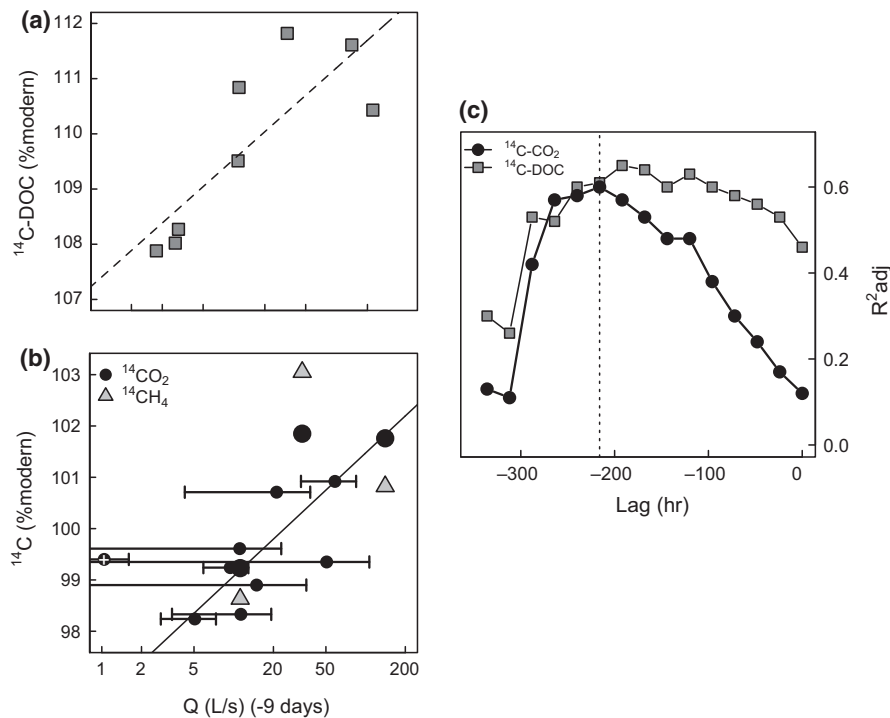 (a)
112
111
110
109
108
107
¹⁴C-DOC (%modern)
(b)
¹⁴CO₂
¹⁴CH₄
103
102
101
100
99
98
¹⁴C (%modern)
1 2 5 20 50 200
Q (L/s) (-9 days)
(c)
¹⁴C-CO₂
¹⁴C-DOC
0.6
0.4
0.2
0.0
R²adj
−300 −200 −100 0
Lag (hr)